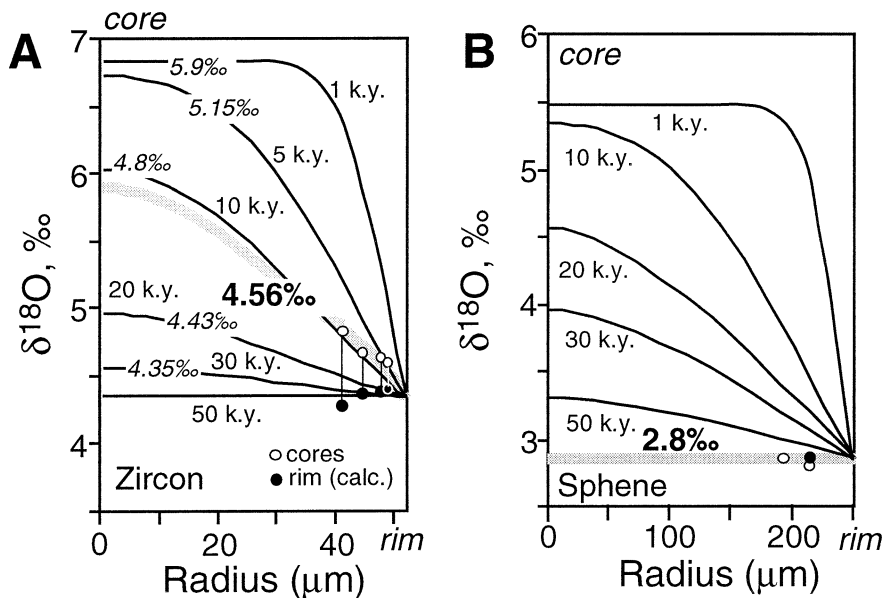 A
core
7
6
5
4
δ18O, ‰
5.9‰
1 k.y.
5.15‰
5 k.y.
4.8‰
10 k.y.
4.56‰
20 k.y.
4.43‰
30 k.y.
4.35‰
50 k.y.
cores
rim (calc.)
Zircon
0 20 40 rim
Radius (μm)
B
core
6
5
4
3
δ18O, ‰
1 k.y.
10 k.y.
20 k.y.
30 k.y.
50 k.y.
2.8‰
Sphene
0 100 200 rim
Radius (μm)